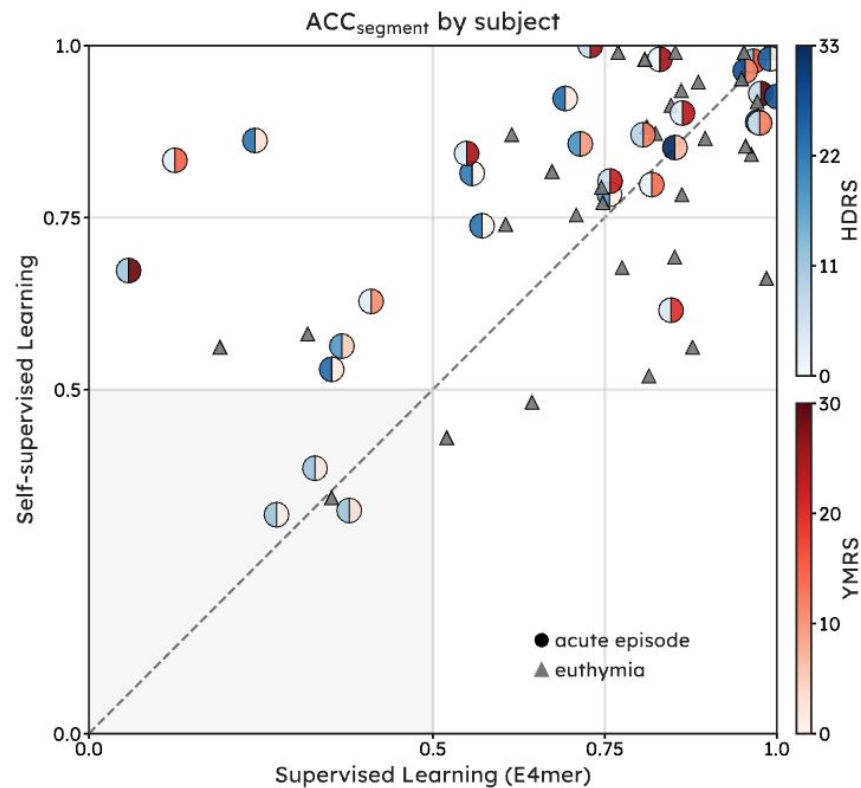 ACCsegment by subject
1.0
0.75
0.5
0.0
Self-supervised Learning
0.0
0.5
0.75
1.0
Supervised Learning (E4mer)
acute episode
euthymia
33
22
11
0
HDRS
30
20
10
0
YMRS